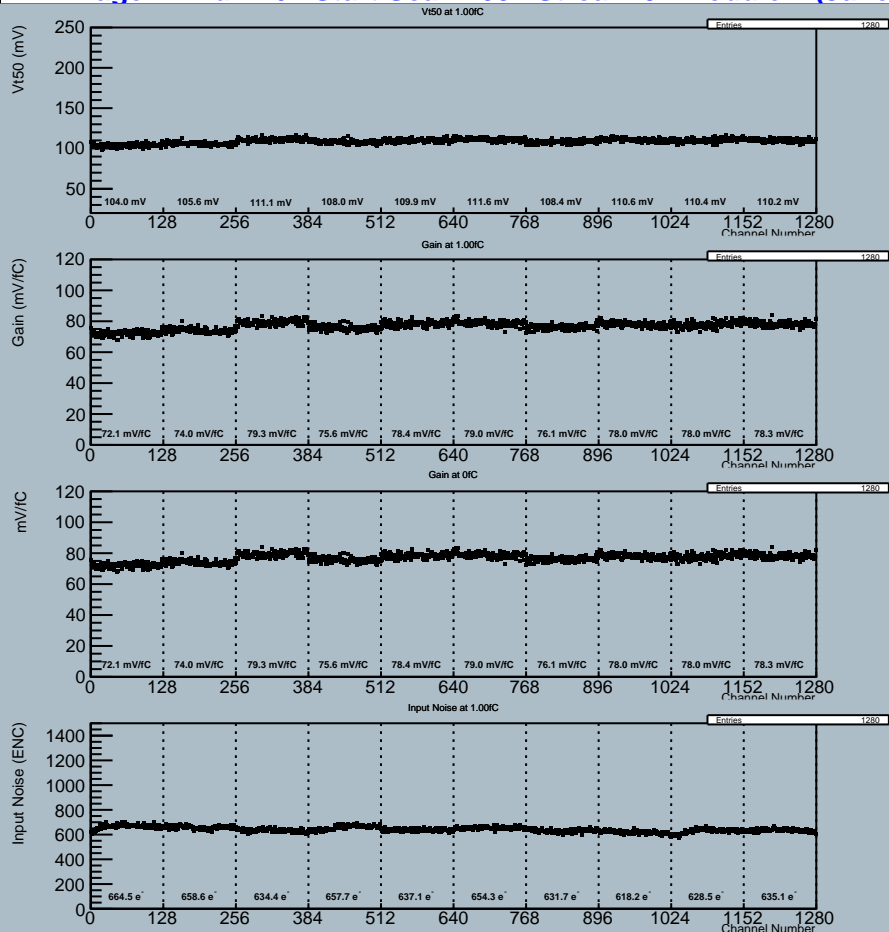 Vt50 at 1.00fC
Entries 1280
Vt50 (mV)
250
200
150
100
50
104.0 mV 105.6 mV 111.1 mV 108.0 mV 109.9 mV 111.6 mV 108.4 mV 110.6 mV 110.4 mV 110.2 mV
0 128 256 384 512 640 768 896 1024 1152 1280
Channel Number
Gain at 1.00fC
Entries 1280
Gain (mV/fC)
120
100
80
60
40
20
0
72.1 mV/fC 74.0 mV/fC 79.3 mV/fC 75.6 mV/fC 78.4 mV/fC 79.0 mV/fC 76.1 mV/fC 78.0 mV/fC 78.0 mV/fC 78.3 mV/fC
0 128 256 384 512 640 768 896 1024 1152 1280
Channel Number
Gain at 0fC
Entries 1280
mV/fC
120
100
80
60
40
20
0
72.1 mV/fC 74.0 mV/fC 79.3 mV/fC 75.6 mV/fC 78.4 mV/fC 79.0 mV/fC 76.1 mV/fC 78.0 mV/fC 78.0 mV/fC 78.3 mV/fC
0 128 256 384 512 640 768 896 1024 1152 1280
Channel Number
Input Noise at 1.00fC
Entries 1280
Input Noise (ENC)
1400
1200
1000
800
600
400
200
0
664.5 e⁻ 658.6 e⁻ 634.4 e⁻ 657.7 e⁻ 637.1 e⁻ 654.3 e⁻ 631.7 e⁻ 618.2 e⁻ 628.5 e⁻ 635.1 e⁻
0 128 256 384 512 640 768 896 1024 1152 1280
Channel Number